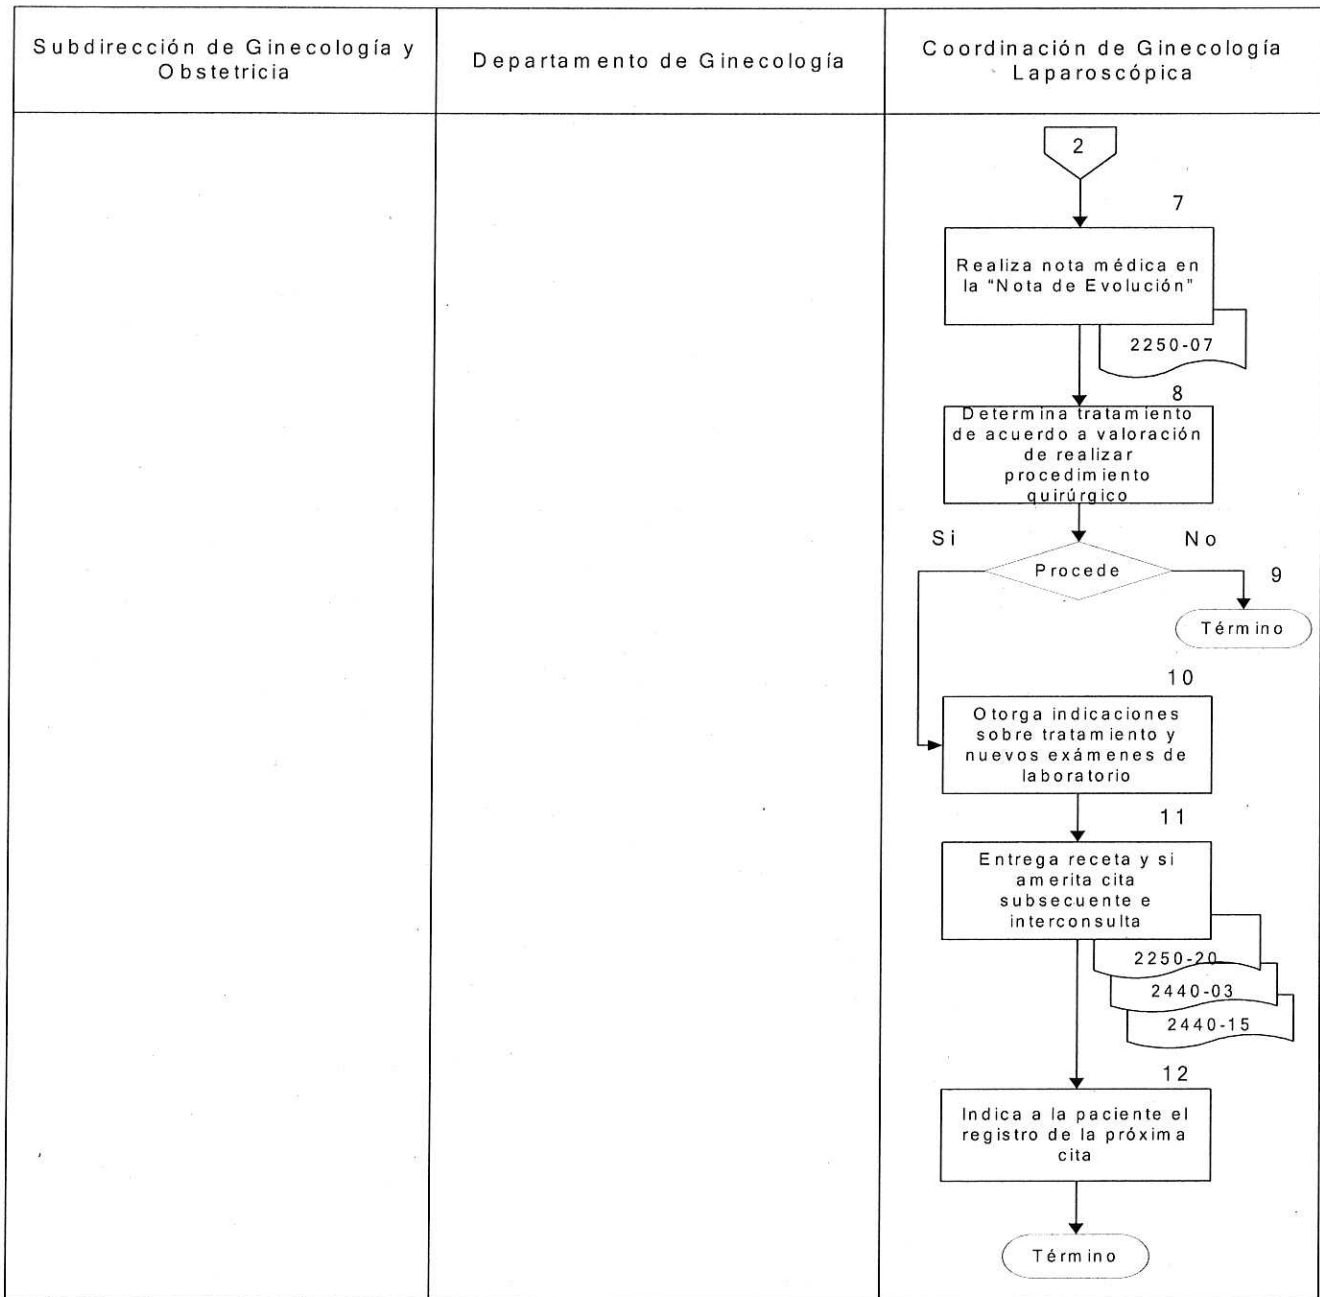 Subdirección de Ginecología y
Obstetricia
Departamento de Ginecología
Coordinación de Ginecología
Laparoscópica
2
7
Realiza nota médica en
la "Nota de Evolución"
2250-07
8
Determina tratamiento
de acuerdo a valoración
de realizar
procedimiento
quirúrgico
Si
No
Procede
9
Término
10
Otorga indicaciones
sobre tratamiento y
nuevos exámenes de
laboratorio
11
Entrega receta y si
amerita cita
subsecuente e
interconsulta
2250-20
2440-03
2440-15
12
Indica a la paciente el
registro de la próxima
cita
Término